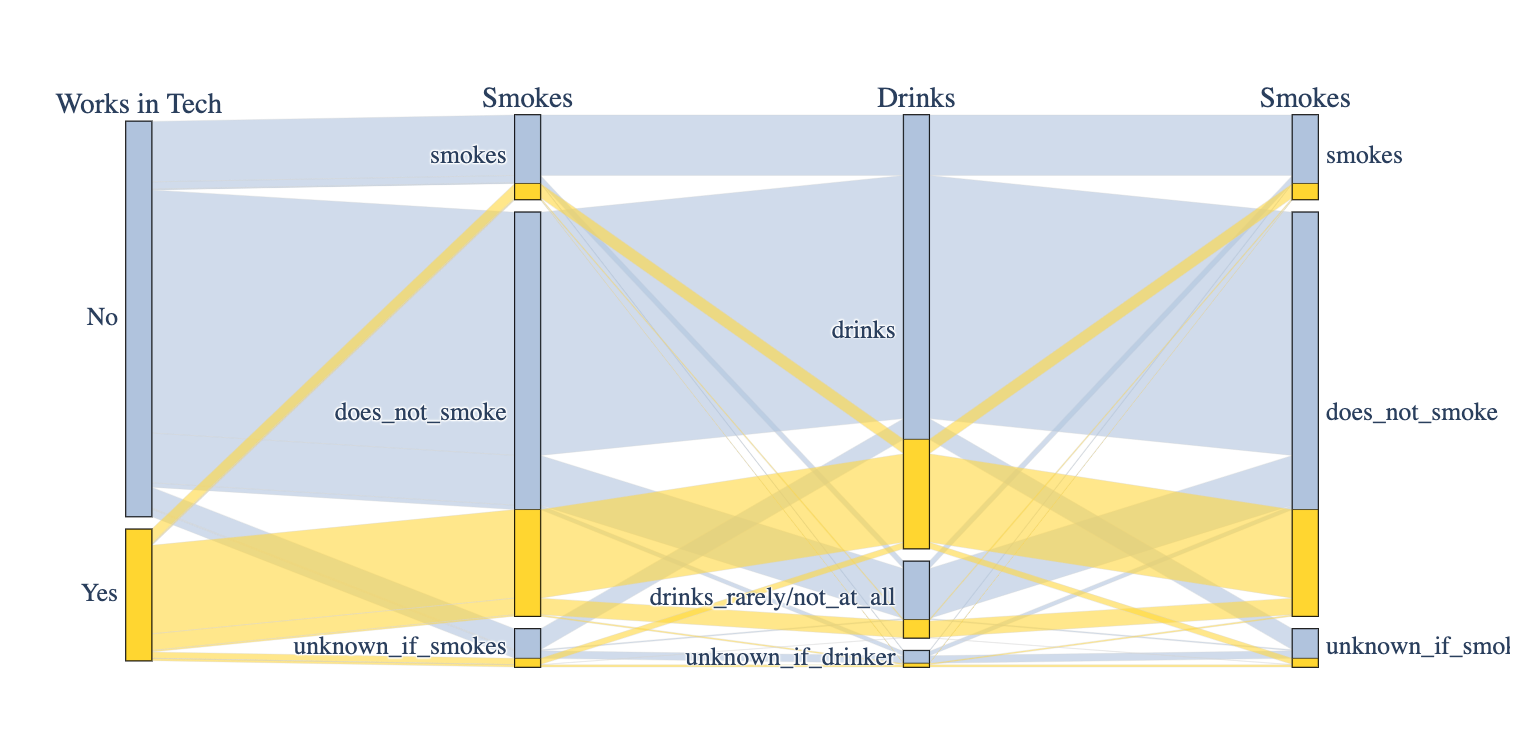 Works in Tech
Smokes
Drinks
Smokes
smokes
smokes
No
drinks
does_not_smoke
does_not_smoke
Yes
drinks_rarely/not_at_all
unknown_if_smokes
unknown_if_drinker
unknown_if_smol